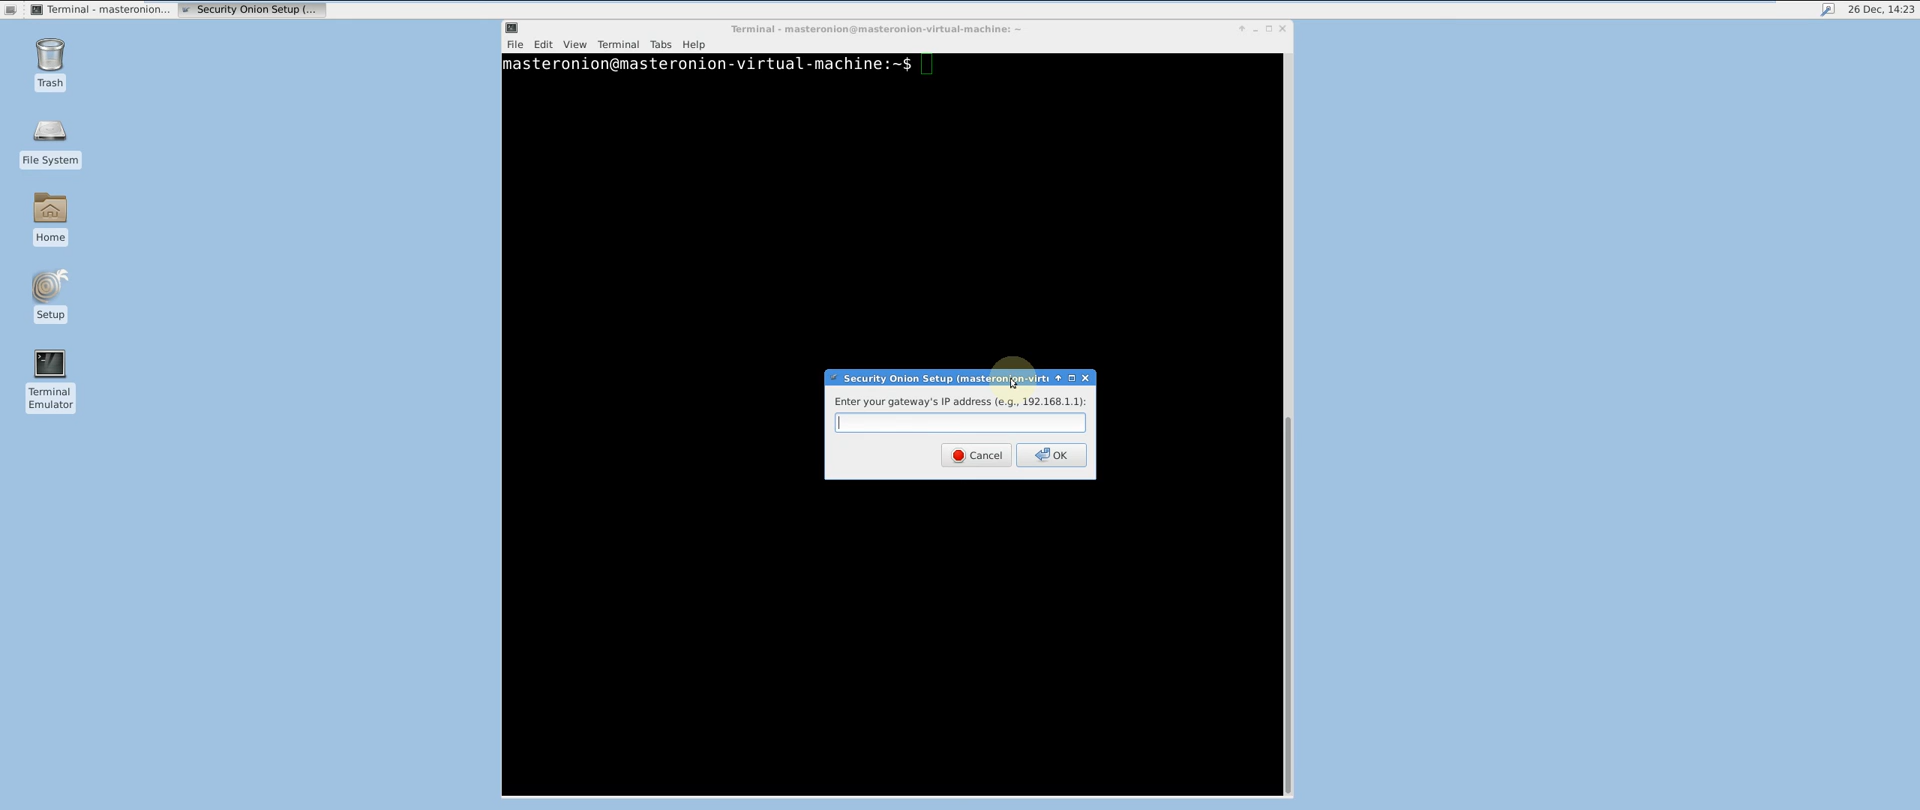 Terminal - masteronion...
Security Onion Setup (...
26 Dec, 14:23
Terminal - masteronion@masteronion-virtual-machine: ~
File Edit View Terminal Tabs Help
masteronion@masteronion-virtual-machine:~$
Trash
File System
Home
Setup
Terminal
Emulator
Security Onion Setup (masteronion-virtu
Enter your gateway's IP address (e.g., 192.168.1.1):
Cancel
OK